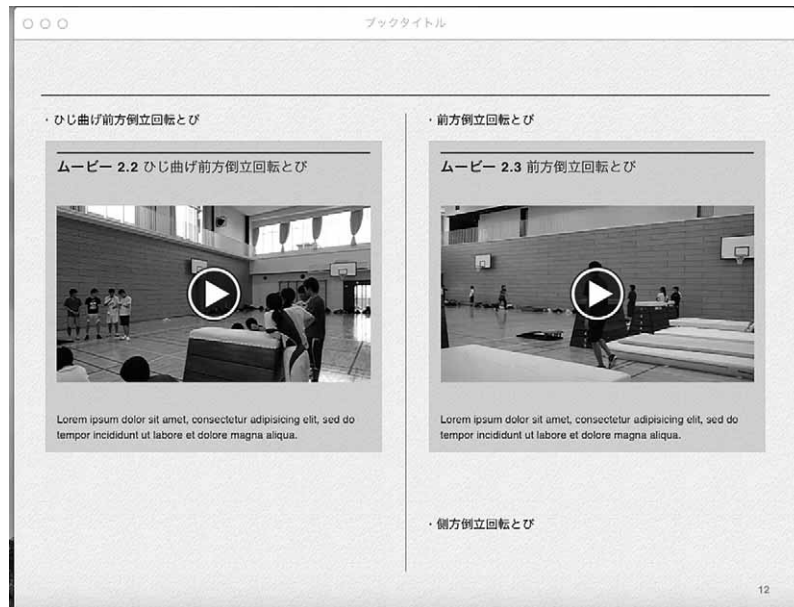 ブックタイトル
・ひじ曲げ前方倒立回転とび
ムービー 2.2 ひじ曲げ前方倒立回転とび
Lorem ipsum dolor sit amet, consectetur adipisicing elit, sed do
tempor incididunt ut labore et dolore magna aliqua.
・前方倒立回転とび
ムービー 2.3 前方倒立回転とび
Lorem ipsum dolor sit amet, consectetur adipisicing elit, sed do
tempor incididunt ut labore et dolore magna aliqua.
・側方倒立回転とび
12